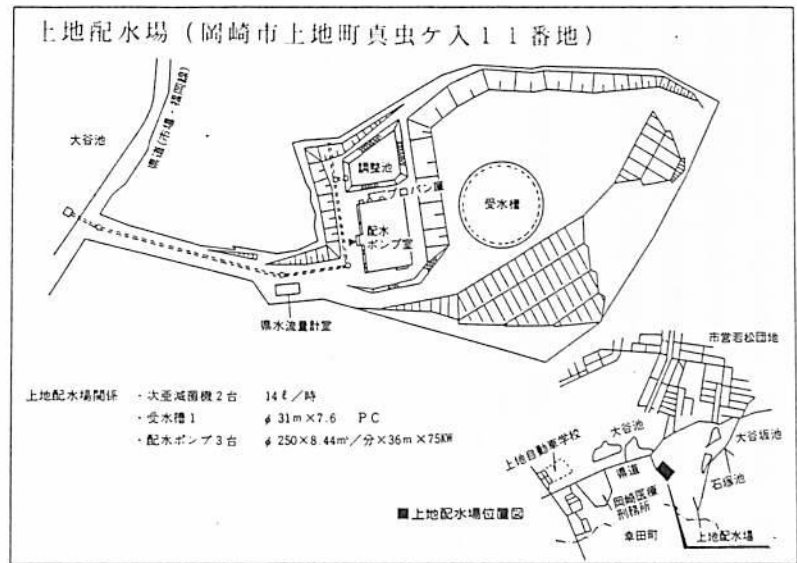 上地配水場(岡崎市上地町真虫ケ入11番地)
大谷池
県道(市場・福岡線)
調整池
プロパン庫
配水
ポンプ室
受水槽
県水流量計室
上地配水場関係
・次亜減菌機2台 14ℓ/時
・受水槽1 φ31m×7.6 PC
・配水ポンプ3台 φ250×8.44㎥/分×36m×75KW
市営若松団地
大谷池
上地自動車学校
大谷坂池
県道
石塚池
岡崎医療
刑務所
■上地配水場位置図
幸田町
上地配水場